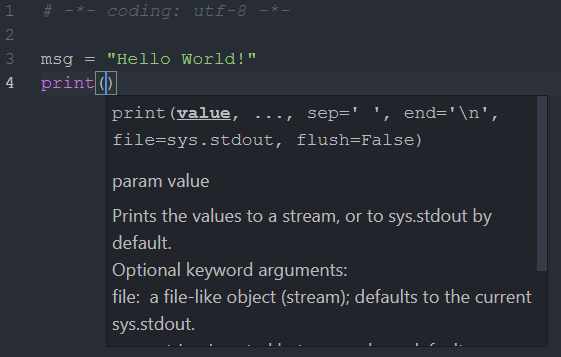 1 # -*- coding: utf-8 -*-
2
3 msg = "Hello World!"
4 print()
print(value, ..., sep=' ', end='\n',
file=sys.stdout, flush=False)
param value
Prints the values to a stream, or to sys.stdout by
default.
Optional keyword arguments:
file:  a file-like object (stream); defaults to the current
sys.stdout.